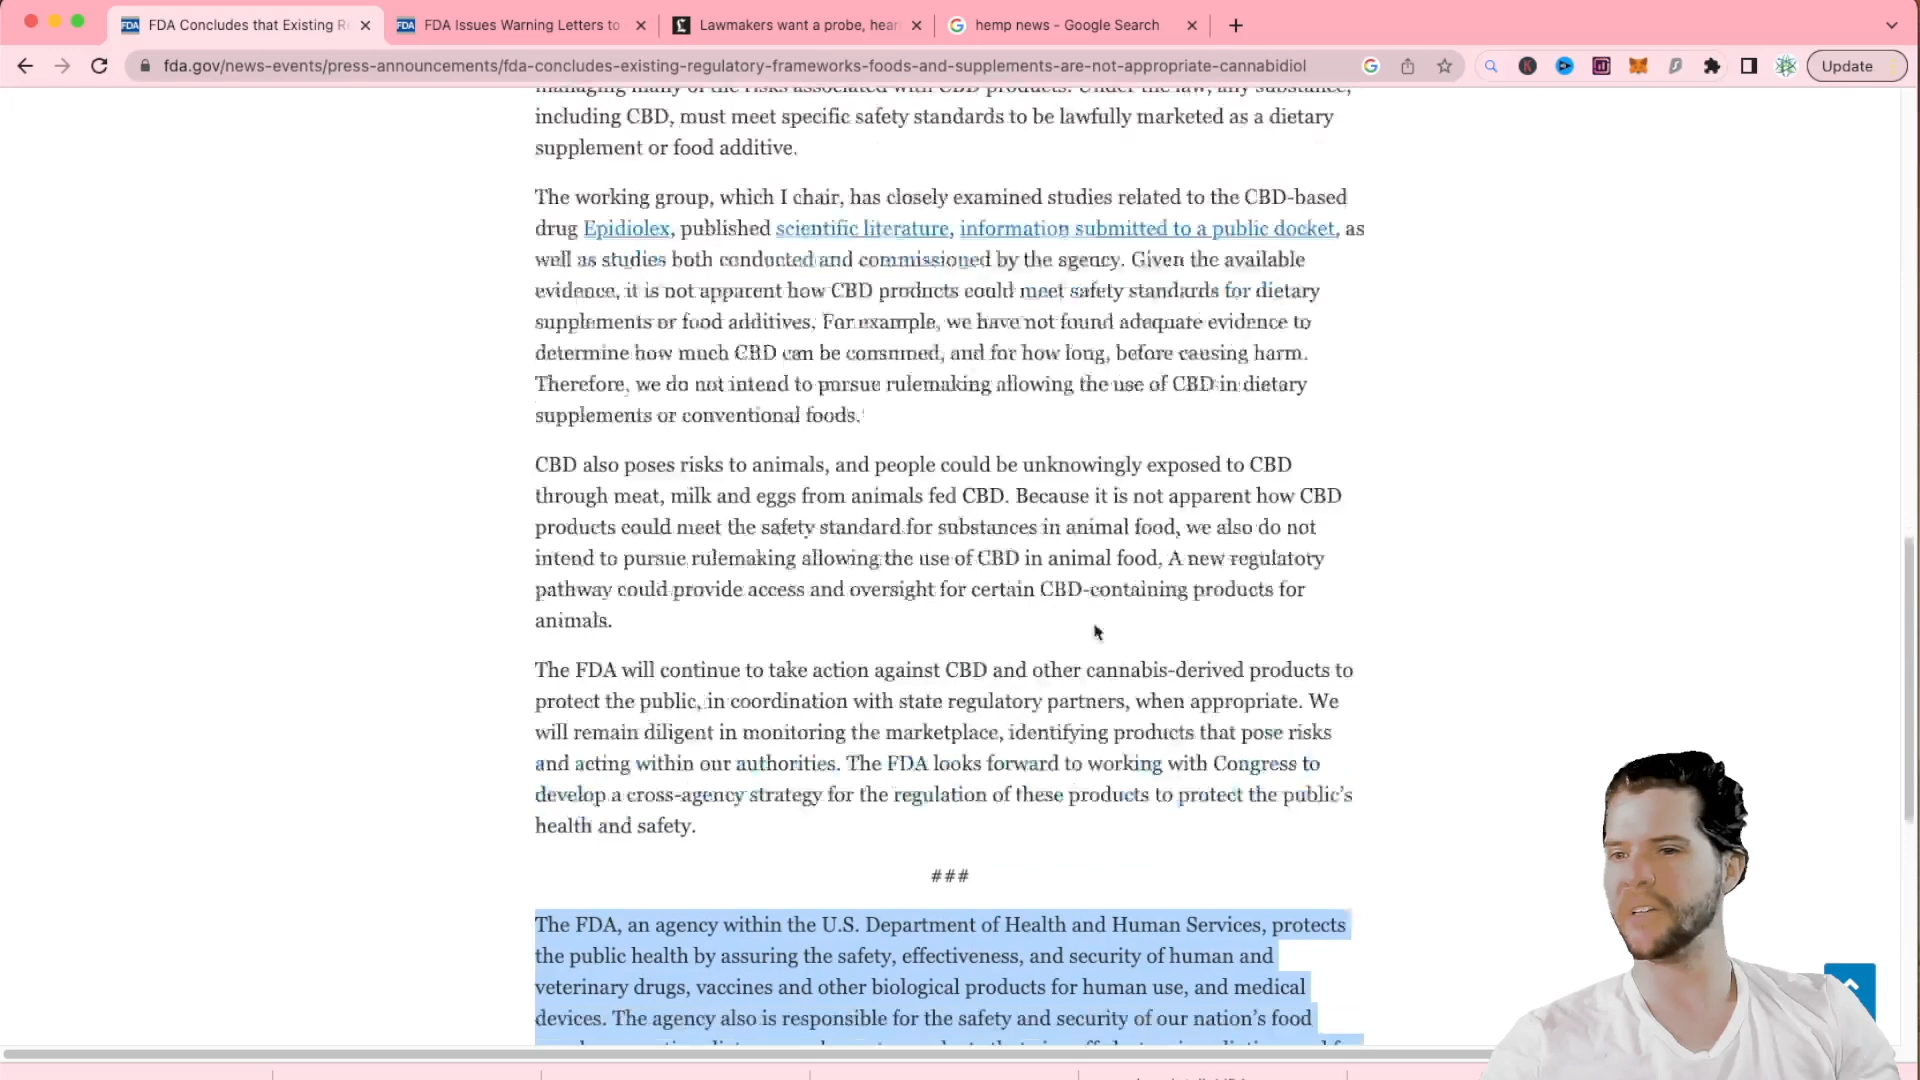 FDA Concludes that Existing Re
FDA Issues Warning Letters to
Lawmakers want a probe, hear
hemp news - Google Search
fda.gov/news-events/press-announcements/fda-concludes-existing-regulatory-frameworks-foods-and-supplements-are-not-appropriate-cannabidiol
Update
managing many of the risks associated with CBD products. Under the law, any substance,
including CBD, must meet specific safety standards to be lawfully marketed as a dietary
supplement or food additive.
The working group, which I chair, has closely examined studies related to the CBD-based
drug Epidiolex, published scientific literature, information submitted to a public docket, as
well as studies both conducted and commissioned by the agency. Given the available
evidence, it is not apparent how CBD products could meet safety standards for dietary
supplements or food additives. For example, we have not found adequate evidence to
determine how much CBD can be consumed, and for how long, before causing harm.
Therefore, we do not intend to pursue rulemaking allowing the use of CBD in dietary
supplements or conventional foods.
CBD also poses risks to animals, and people could be unknowingly exposed to CBD
through meat, milk and eggs from animals fed CBD. Because it is not apparent how CBD
products could meet the safety standard for substances in animal food, we also do not
intend to pursue rulemaking allowing the use of CBD in animal food. A new regulatory
pathway could provide access and oversight for certain CBD-containing products for
animals.
The FDA will continue to take action against CBD and other cannabis-derived products to
protect the public, in coordination with state regulatory partners, when appropriate. We
will remain diligent in monitoring the marketplace, identifying products that pose risks
and acting within our authorities. The FDA looks forward to working with Congress to
develop a cross-agency strategy for the regulation of these products to protect the public's
health and safety.
###
The FDA, an agency within the U.S. Department of Health and Human Services, protects
the public health by assuring the safety, effectiveness, and security of human and
veterinary drugs, vaccines and other biological products for human use, and medical
devices. The agency also is responsible for the safety and security of our nation's food